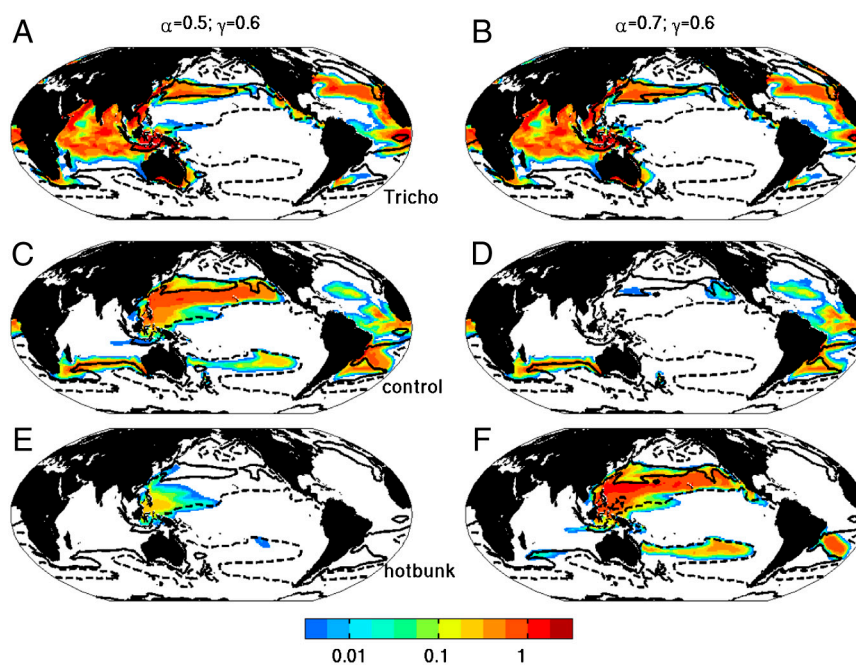 α=0.5; γ=0.6
α=0.7; γ=0.6
A
B
Tricho
C
D
control
E
F
hotbunk
0.01 0.1 1